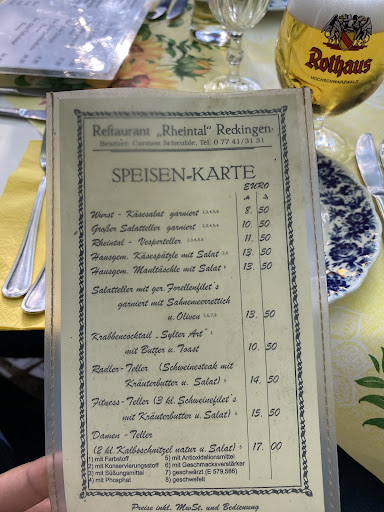 Rothaus
HOCHSCHWARZWALD
Restaurant „Rheintal" Reckingen
Besitzer: Carmen Scheuble, Tel. 0 77 41/31 31
SPEISEN-KARTE
EURO
Wurst - Käsesalat garniert 8. 50
Großer Salatteller garniert 10. 50
Rheintal - Vesperteller 11. 50
Hausgem. Käsespätzle mit Salat 13. 50
Hausgem. Maultäschle mit Salat 13. 50
Salatteller mit ger. Forellenfilet's
garniert mit Sahnemeerrettich
u. Oliven 13. 50
Krabbencocktail „Sylter Art"
mit Butter u. Toast 10. 50
Radler- Teller (Schweinesteak mit
Kräuterbutter u. Salat) 14. 50
Fitness- Teller (3 kl. Schweinefilet's
mit Kräuterbutter u. Salat) 15. 50
Damen - Teller
(2 kl. Kalbsschnitzel natur u. Salat) 17. 00
1) mit Farbstoff 5) mit Antioxidationsmittel
2) mit Konservierungsstoff 6) mit Geschmacksverstärker
3) mit Süßungsmittel 7) geschwärzt (E 579,586)
4) mit Phosphat 8) geschwefelt
Preise inkl. MwSt. und Bedienung